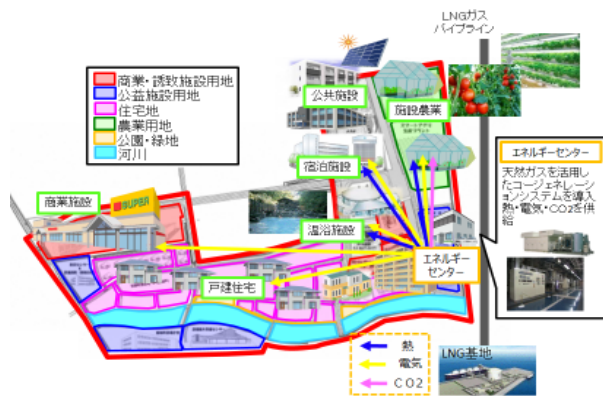 LNGガス
パイプライン
商業・誘致施設用地
公益施設用地
住宅地
農業用地
公園・緑地
河川
公共施設
施設農業
宿泊施設
商業施設
SUPER
温浴施設
戸建住宅
エネルギー
センター
エネルギーセンター
天然ガスを活用し
たコージェネレーシ
ョンシステムを導入
熱・電気・CO2を供
給
熱
電気
CO2
LNG基地